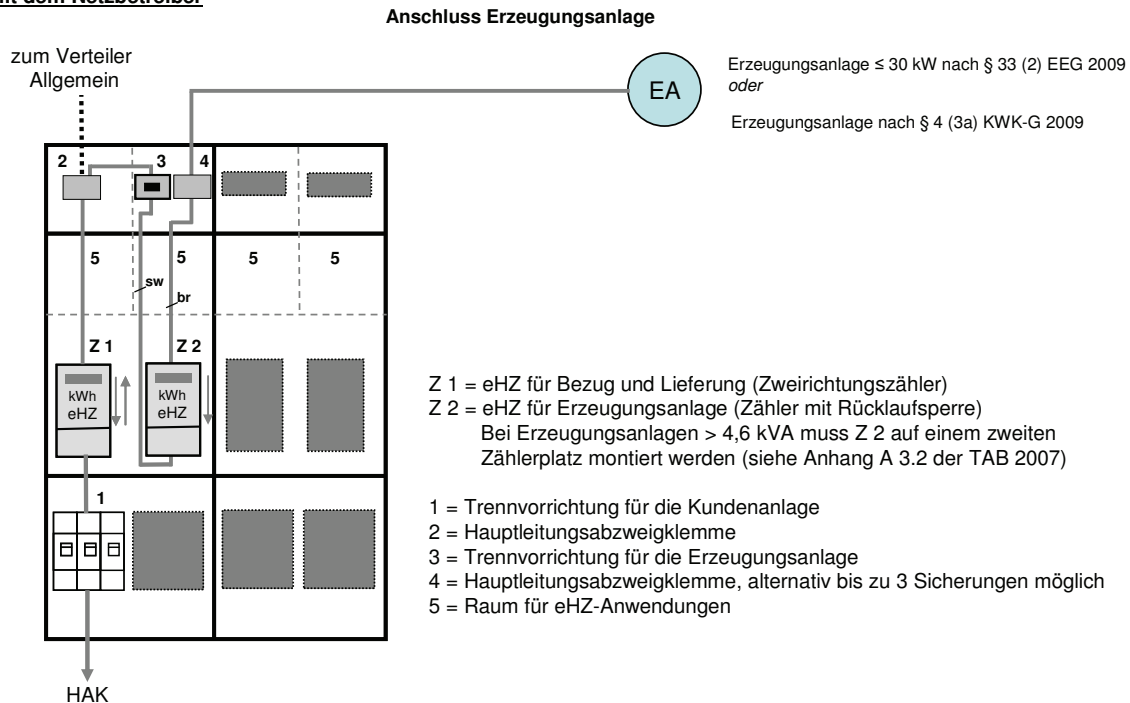 mit dem Netzbetreiber
Anschluss Erzeugungsanlage
zum Verteiler
Allgemein
EA
Erzeugungsanlage ≤ 30 kW nach § 33 (2) EEG 2009
oder
Erzeugungsanlage nach § 4 (3a) KWK-G 2009
2 3 4
5 5 5 5
sw
br
Z 1 Z 2
kWh
eHZ
kWh
eHZ
1
HAK
Z 1 = eHZ für Bezug und Lieferung (Zweirichtungszähler)
Z 2 = eHZ für Erzeugungsanlage (Zähler mit Rücklaufsperre)
Bei Erzeugungsanlagen > 4,6 kVA muss Z 2 auf einem zweiten
Zählerplatz montiert werden (siehe Anhang A 3.2 der TAB 2007)
1 = Trennvorrichtung für die Kundenanlage
2 = Hauptleitungsabzweigklemme
3 = Trennvorrichtung für die Erzeugungsanlage
4 = Hauptleitungsabzweigklemme, alternativ bis zu 3 Sicherungen möglich
5 = Raum für eHZ-Anwendungen